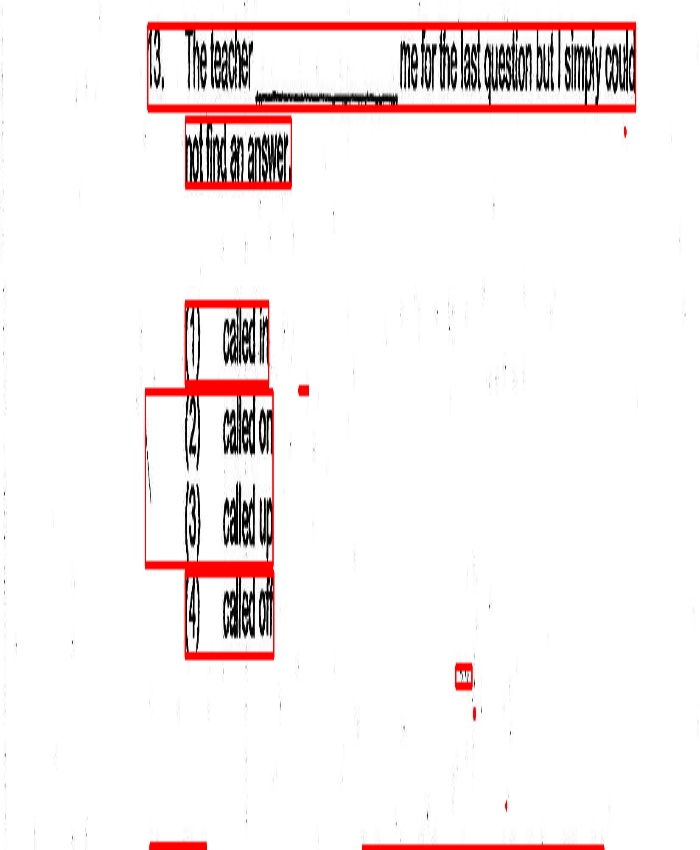 13. The teacher ____________ me for the last question but I simply could
not find an answer.
(1) called in
(2) called on
(3) called up
(4) called off